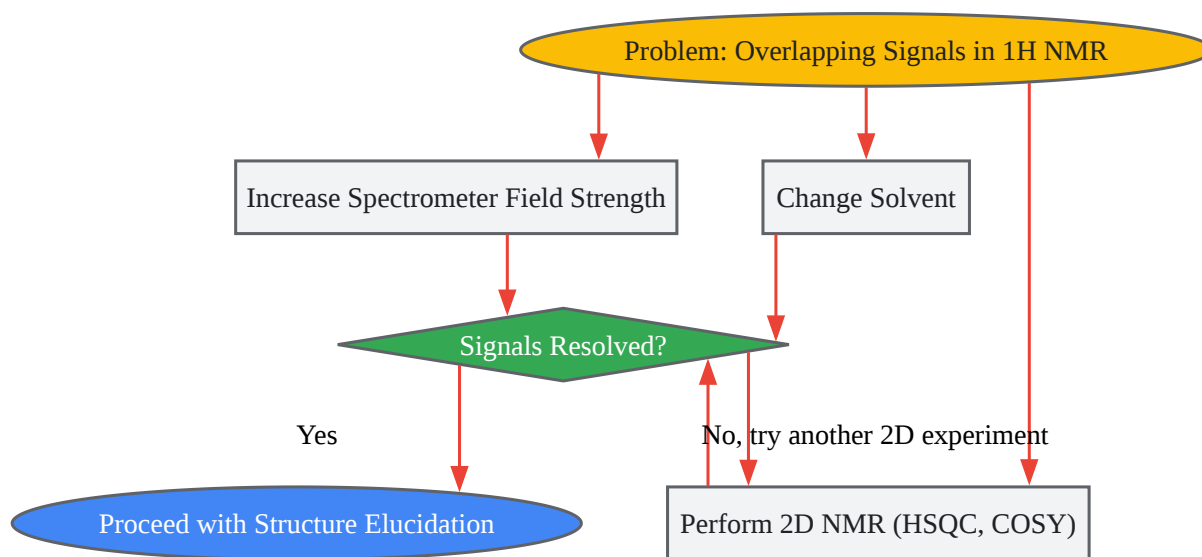 Problem: Overlapping Signals in 1H NMR
Increase Spectrometer Field Strength
Change Solvent
Signals Resolved?
Yes
No, try another 2D experiment
Proceed with Structure Elucidation
Perform 2D NMR (HSQC, COSY)